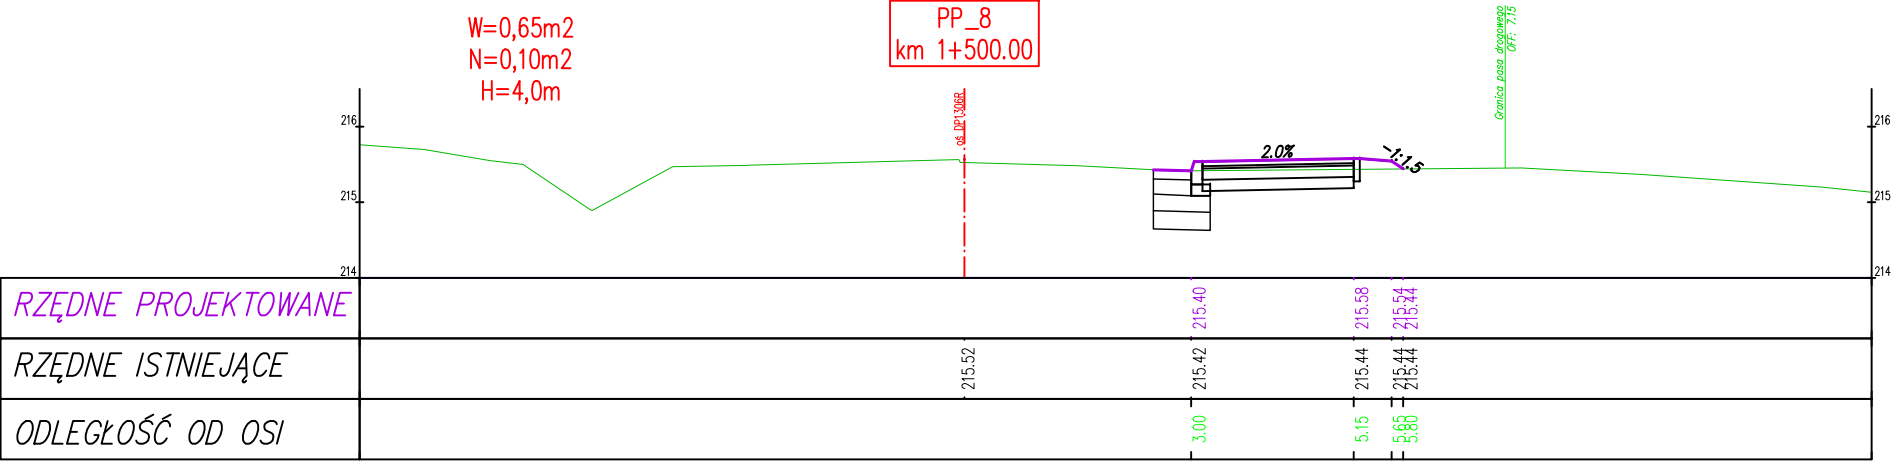 W=0,65m2
N=0,10m2
H=4,0m
PP_8
km 1+500.00
oś DP1306R
Granica pasa drogowego
OFF: 7.15
216
215
214
2.0%
-1:1.5
216
215
214
RZĘDNE PROJEKTOWANE
215.40
215.58
215.54
215.44
RZĘDNE ISTNIEJĄCE
215.52
215.42
215.44
215.44
215.44
ODLEGŁOŚĆ OD OSI
3.00
5.15
5.65
5.80